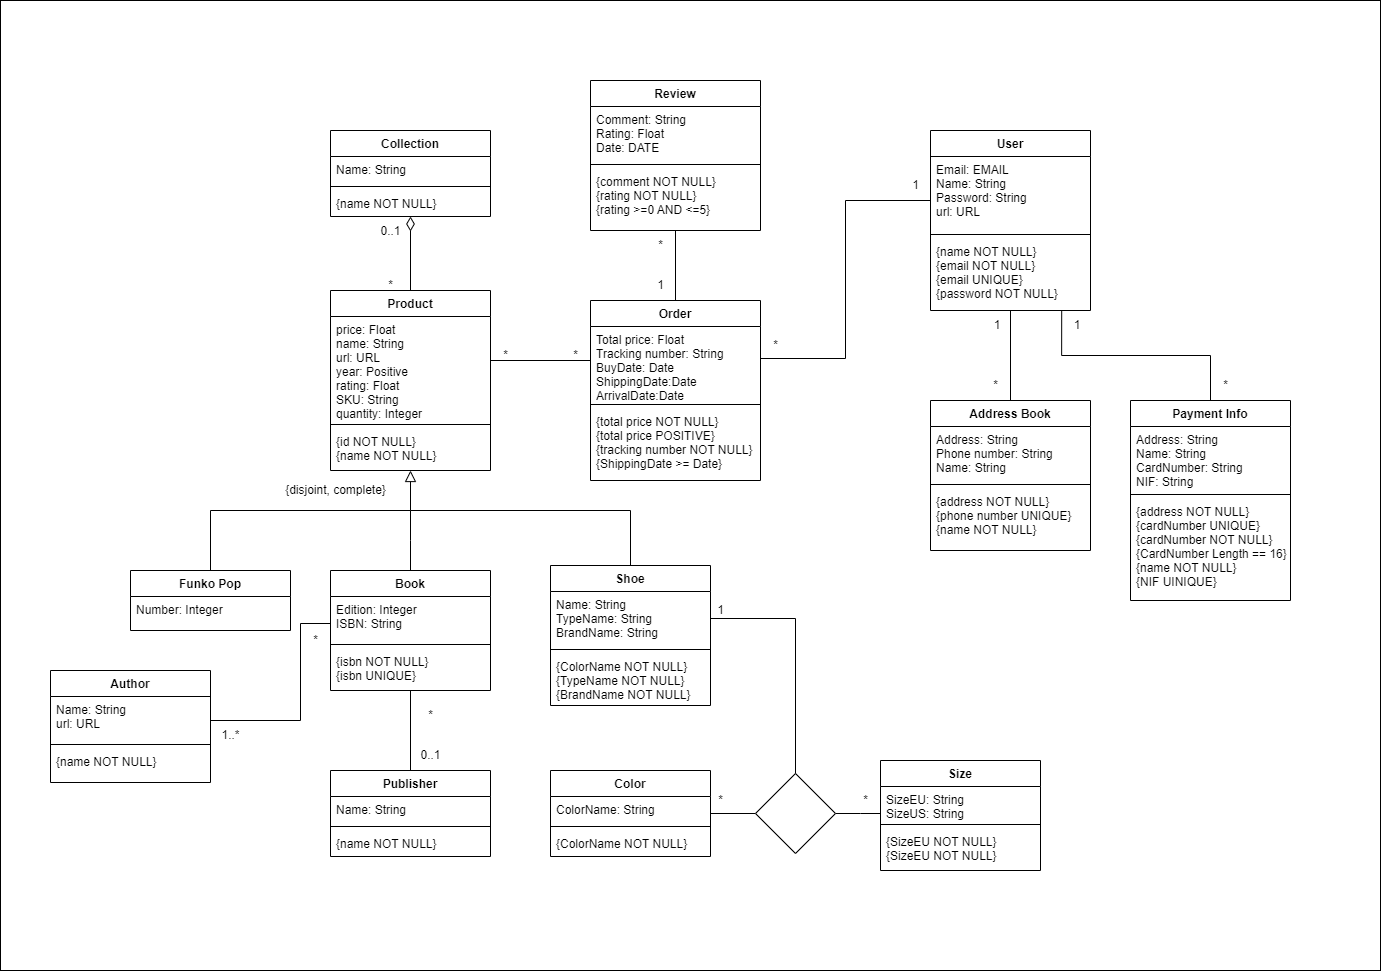 Review
Comment: String
Rating: Float
Date: DATE
{comment NOT NULL}
{rating NOT NULL}
{rating >=0 AND <=5}
*
1
Collection
Name: String
{name NOT NULL}
0..1
*
User
Email: EMAIL
Name: String
Password: String
url: URL
{name NOT NULL}
{email NOT NULL}
{email UNIQUE}
{password NOT NULL}
1
1
1
Product
price: Float
name: String
url: URL
year: Positive
rating: Float
SKU: String
quantity: Integer
{id NOT NULL}
{name NOT NULL}
*
*
Order
Total price: Float
Tracking number: String
BuyDate: Date
ShippingDate:Date
ArrivalDate:Date
{total price NOT NULL}
{total price POSITIVE}
{tracking number NOT NULL}
{ShippingDate >= Date}
*
*
*
Address Book
Address: String
Phone number: String
Name: String
{address NOT NULL}
{phone number UNIQUE}
{name NOT NULL}
Payment Info
Address: String
Name: String
CardNumber: String
NIF: String
{address NOT NULL}
{cardNumber UNIQUE}
{cardNumber NOT NULL}
{CardNumber Length == 16}
{name NOT NULL}
{NIF UINIQUE}
{disjoint, complete}
Funko Pop
Number: Integer
Book
Edition: Integer
ISBN: String
{isbn NOT NULL}
{isbn UNIQUE}
*
*
0..1
Shoe
Name: String
TypeName: String
BrandName: String
{ColorName NOT NULL}
{TypeName NOT NULL}
{BrandName NOT NULL}
1
Author
Name: String
url: URL
{name NOT NULL}
1..*
Publisher
Name: String
{name NOT NULL}
Color
ColorName: String
{ColorName NOT NULL}
*
*
Size
SizeEU: String
SizeUS: String
{SizeEU NOT NULL}
{SizeEU NOT NULL}